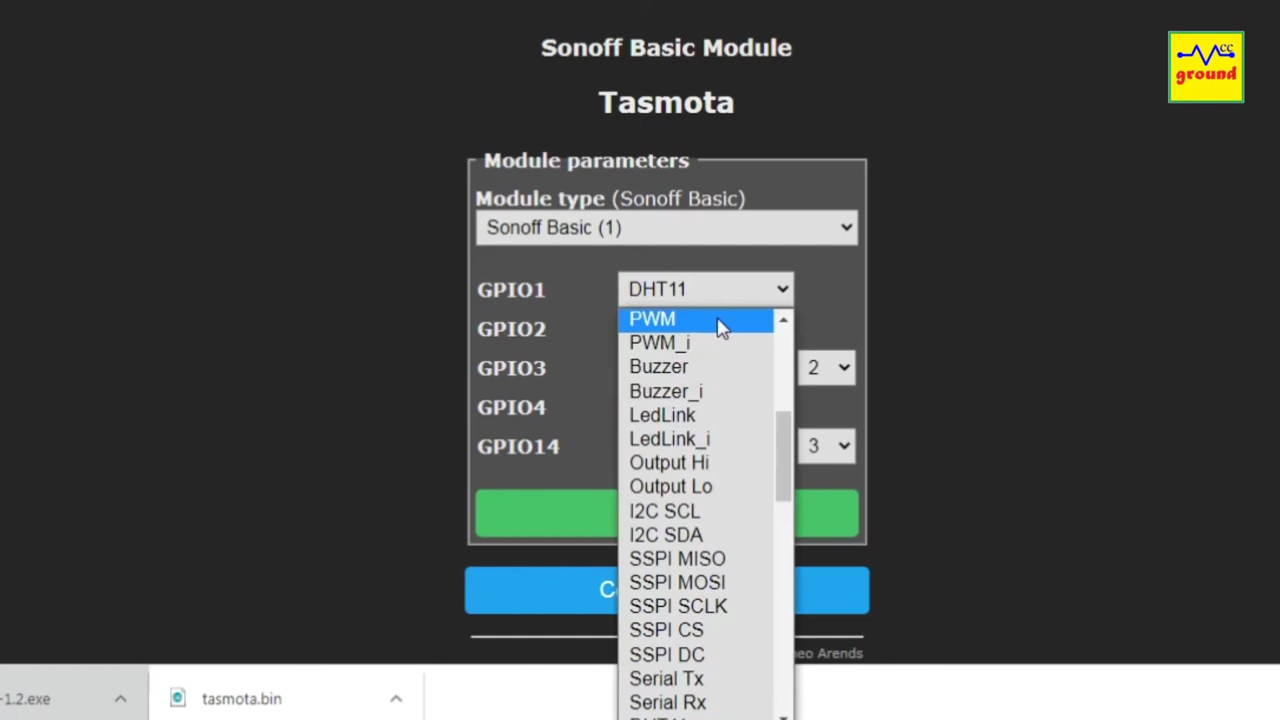 Sonoff Basic Module
CC
ground
Tasmota
Module parameters
Module type (Sonoff Basic)
Sonoff Basic (1)
GPIO1 DHT11
GPIO2
GPIO3 2
GPIO4
GPIO14 3
PWM
PWM_i
Buzzer
Buzzer_i
LedLink
LedLink_i
Output Hi
Output Lo
I2C SCL
I2C SDA
SSPI MISO
SSPI MOSI
SSPI SCLK
SSPI CS
SSPI DC
Serial Tx
Serial Rx
Arends
-1.2.exe
tasmota.bin